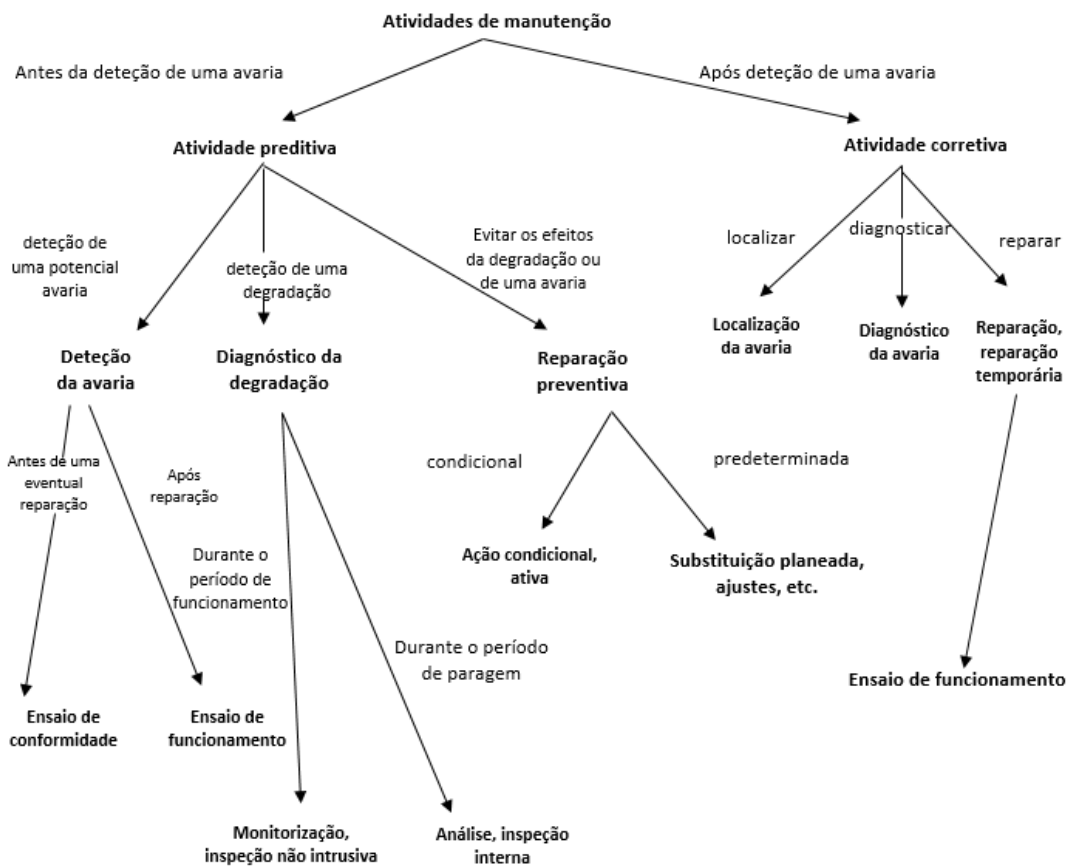 Atividades de manutenção
Antes da deteção de uma avaria
Após deteção de uma avaria
Atividade preditiva
Atividade corretiva
deteção de
uma potencial
avaria
deteção de uma
degradação
Evitar os efeitos
da degradação ou
de uma avaria
localizar
diagnosticar
reparar
Deteção
da avaria
Diagnóstico da
degradação
Reparação
preventiva
Localização
da avaria
Diagnóstico
da avaria
Reparação,
reparação
temporária
Antes de uma
eventual
reparação
Após
reparação
Durante o
período de
funcionamento
condicional
predeterminada
Ação condicional,
ativa
Substituição planeada,
ajustes, etc.
Durante o período
de paragem
Ensaio de funcionamento
Ensaio de
conformidade
Ensaio de
funcionamento
Monitorização,
inspeção não intrusiva
Análise, inspeção
interna